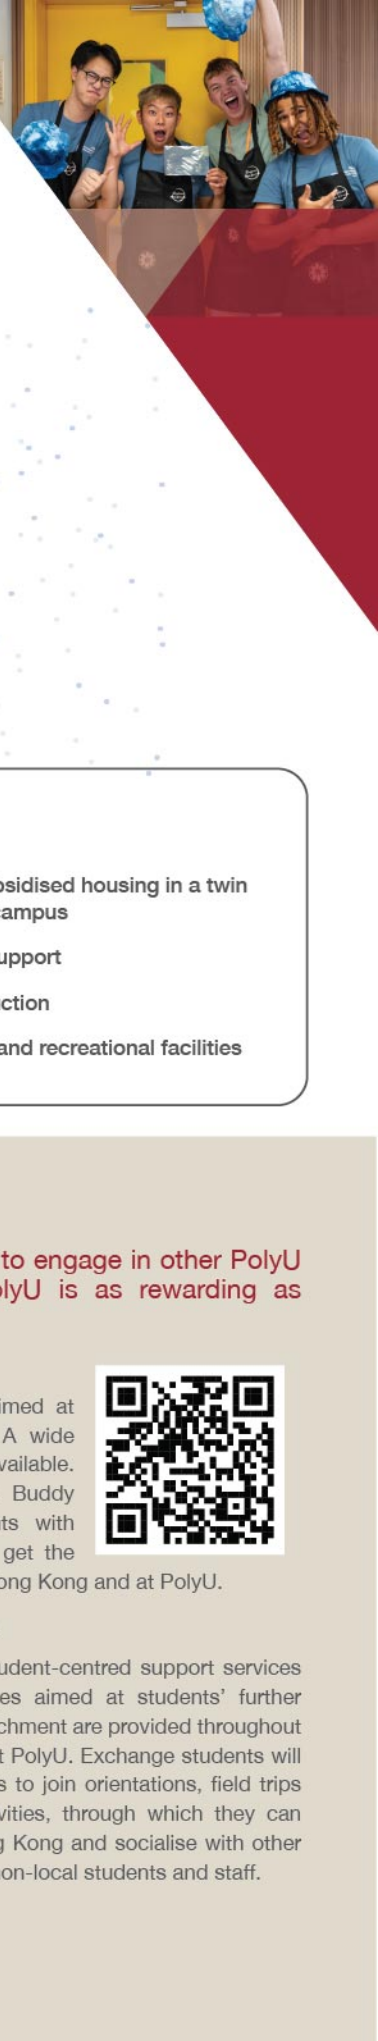 osidised housing in a twin
campus
upport
ction
and recreational facilities
to engage in other PolyU
olyU is as rewarding as
imed at
A wide
vailable.
Buddy
ts with
get the
ong Kong and at PolyU.
udent-centred support services
es aimed at students' further
chment are provided throughout
t PolyU. Exchange students will
s to join orientations, field trips
vities, through which they can
g Kong and socialise with other
non-local students and staff.